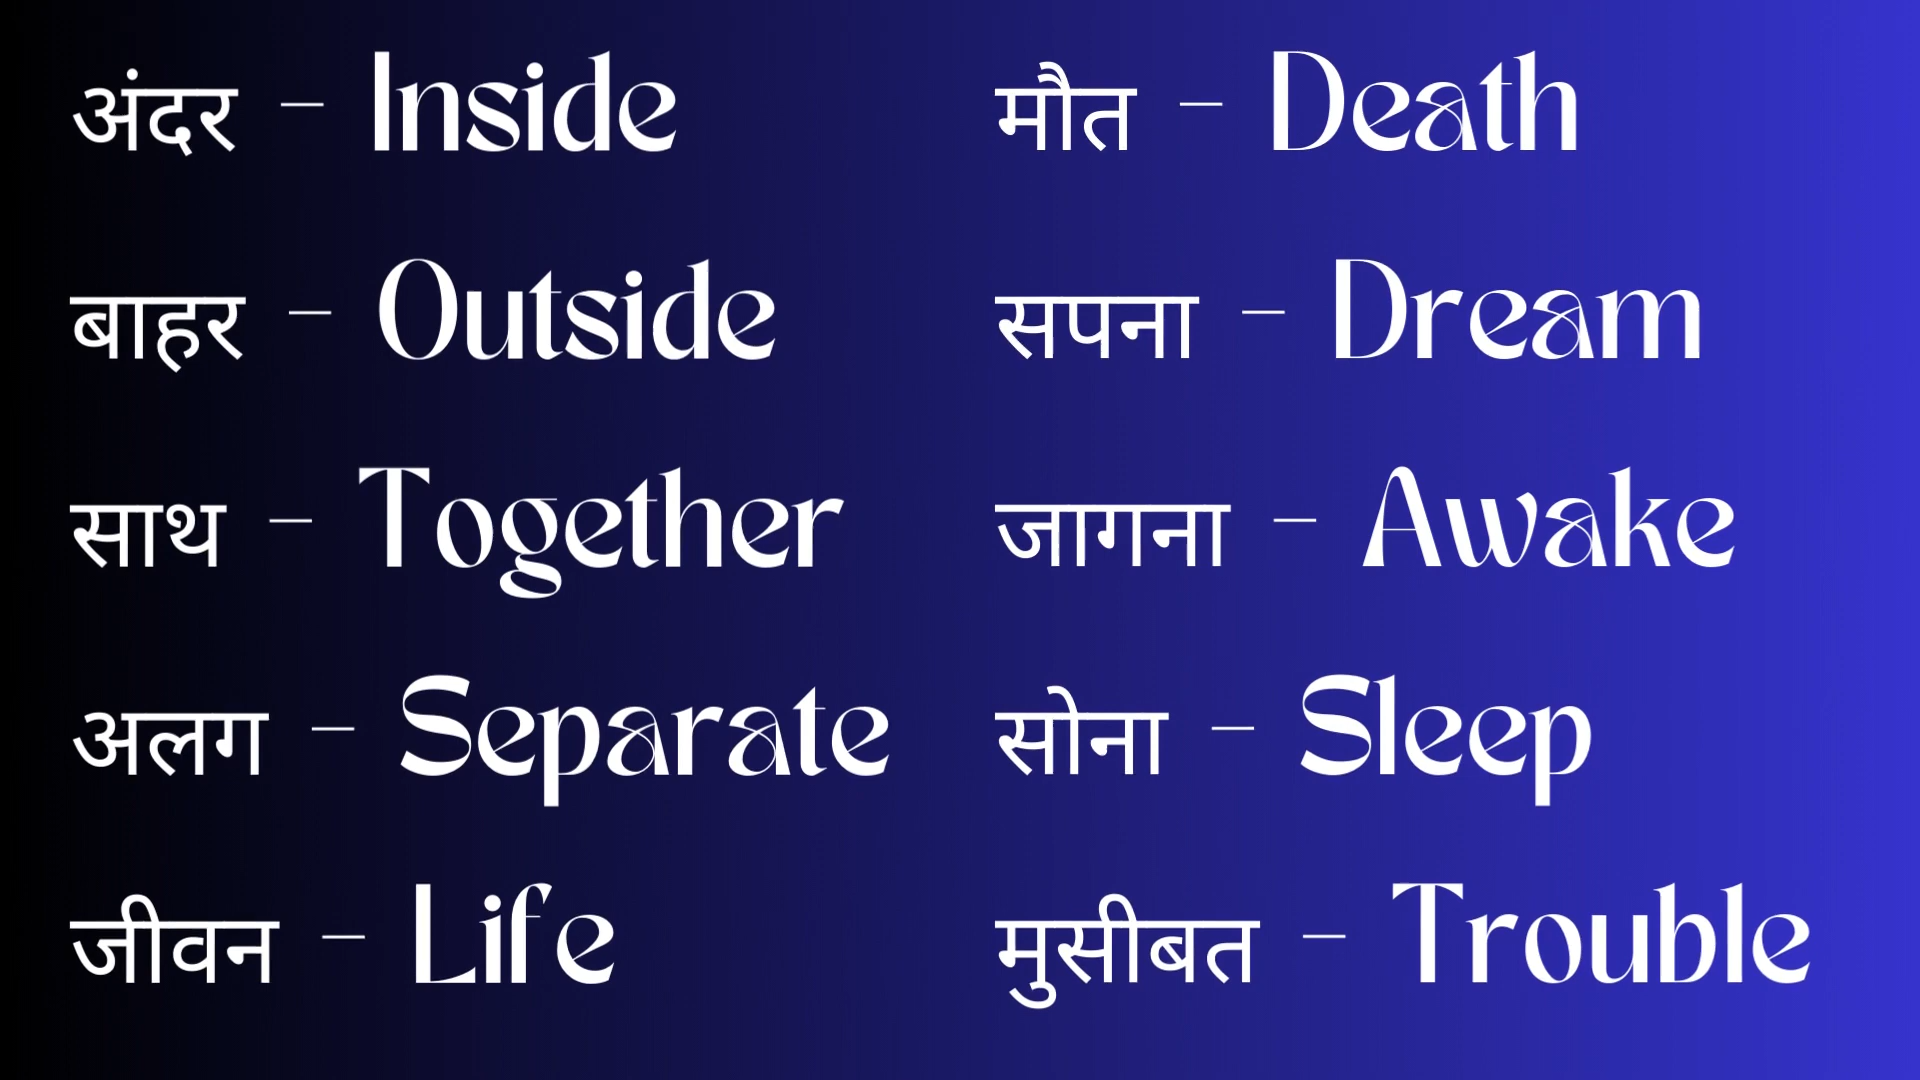 अंदर – Inside
बाहर – Outside
साथ – Together
अलग – Separate
जीवन – Life
मौत – Death
सपना – Dream
जागना – Awake
सोना – Sleep
मुसीबत – Trouble